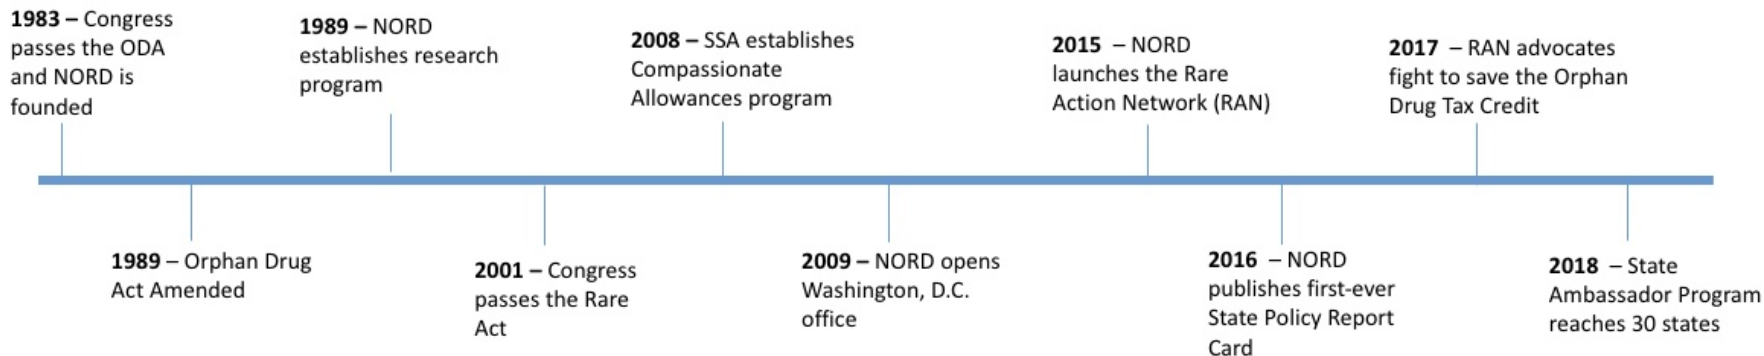 1983 – Congress
passes the ODA
and NORD is
founded
1989 – NORD
establishes research
program
2008 – SSA establishes
Compassionate
Allowances program
2015 – NORD
launches the Rare
Action Network (RAN)
2017 – RAN advocates
fight to save the Orphan
Drug Tax Credit
1989 – Orphan Drug
Act Amended
2001 – Congress
passes the Rare
Act
2009 – NORD opens
Washington, D.C.
office
2016 – NORD
publishes first-ever
State Policy Report
Card
2018 – State
Ambassador Program
reaches 30 states